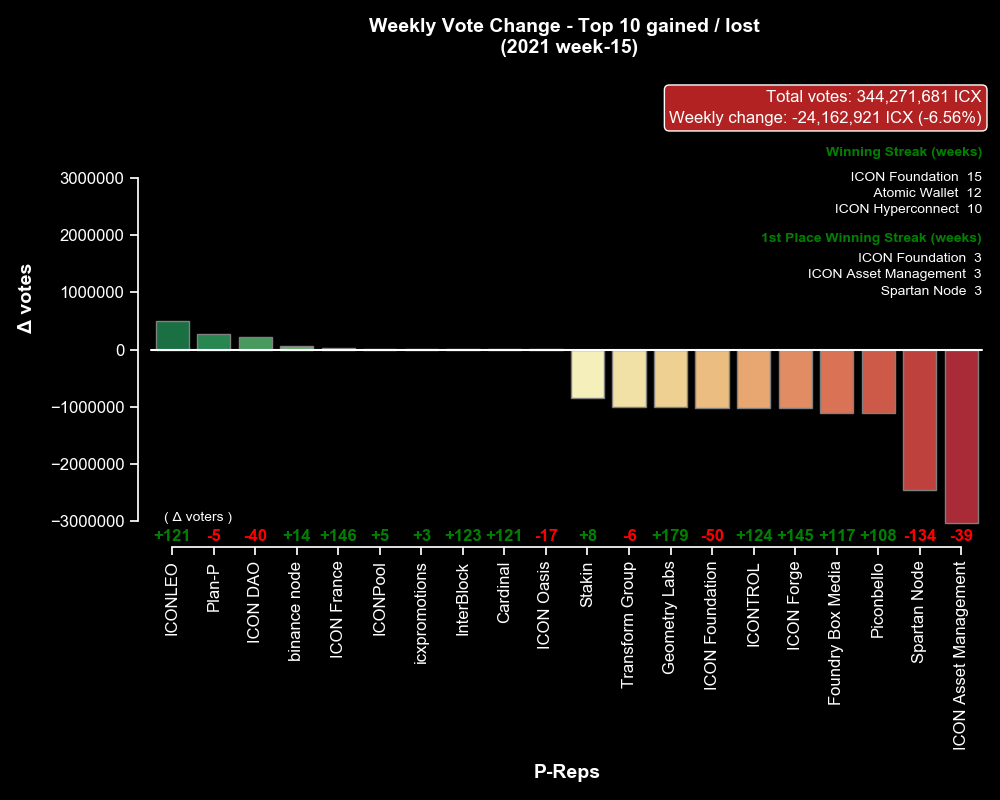 Weekly Vote Change - Top 10 gained / lost
(2021 week-15)
Total votes: 344,271,681 ICX
Weekly change: -24,162,921 ICX (-6.56%)
Winning Streak (weeks)
ICON Foundation 15
Atomic Wallet 12
ICON Hyperconnect 10
1st Place Winning Streak (weeks)
ICON Foundation 3
ICON Asset Management 3
Spartan Node 3
Δ votes
3000000
2000000
1000000
0
−1000000
−2000000
−3000000
( Δ voters )
+121 -5 -40 +14 +146 +5 +3 +123 +121 -17 +8 -6 +179 -50 +124 +145 +117 +108 -134 -39
ICONLEO
Plan-P
ICON DAO
binance node
ICON France
ICONPool
icxpromotions
InterBlock
Cardinal
ICON Oasis
Stakin
Transform Group
Geometry Labs
ICON Foundation
ICONTROL
ICON Forge
Foundry Box Media
Piconbello
Spartan Node
ICON Asset Management
P-Reps